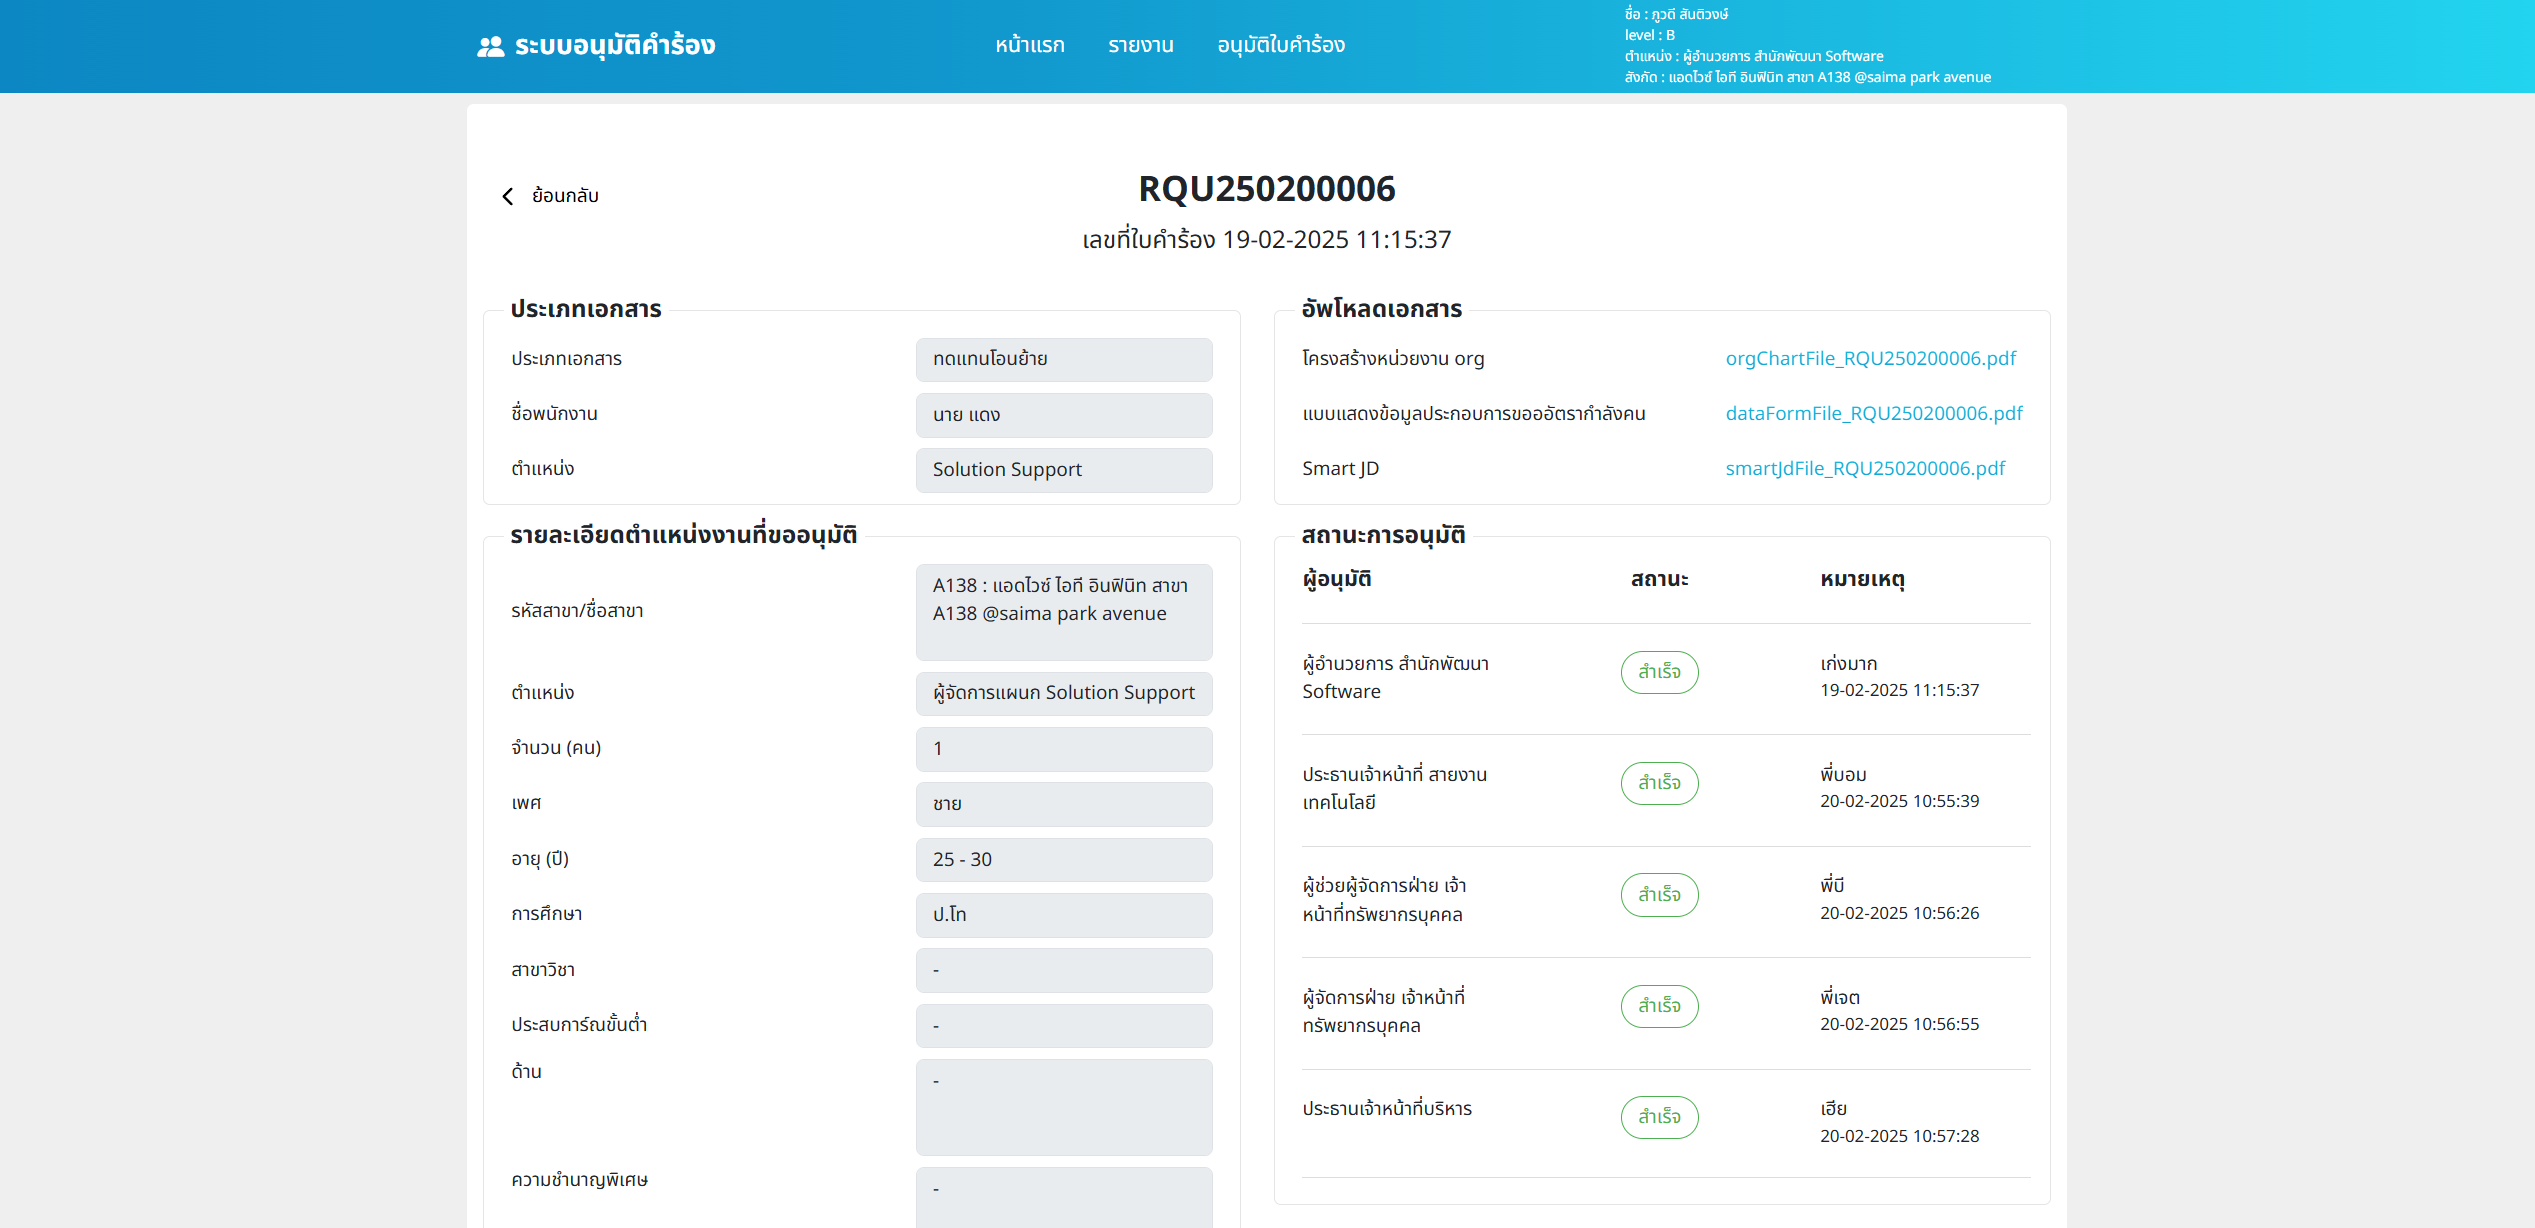 ระบบอนุมัติคำร้อง
หน้าแรก
รายงาน
อนุมัติใบคำร้อง
ชื่อ : ภูวดี สันติวงษ์
level : B
ตำแหน่ง : ผู้อำนวยการ สำนักพัฒนา Software
สังกัด : แอดไวซ์ ไอที อินฟินิท สาขา A138 @saima park avenue
ย้อนกลับ
RQU250200006
เลขที่ใบคำร้อง 19-02-2025 11:15:37
ประเภทเอกสาร
ประเภทเอกสาร
ทดแทนโอนย้าย
ชื่อพนักงาน
นาย แดง
ตำแหน่ง
Solution Support
อัพโหลดเอกสาร
โครงสร้างหน่วยงาน org
orgChartFile_RQU250200006.pdf
แบบแสดงข้อมูลประกอบการขออัตรากำลังคน
dataFormFile_RQU250200006.pdf
Smart JD
smartJdFile_RQU250200006.pdf
รายละเอียดตำแหน่งงานที่ขออนุมัติ
รหัสสาขา/ชื่อสาขา
A138 : แอดไวซ์ ไอที อินฟินิท สาขา
A138 @saima park avenue
ตำแหน่ง
ผู้จัดการแผนก Solution Support
จำนวน (คน)
1
เพศ
ชาย
อายุ (ปี)
25 - 30
การศึกษา
ป.โท
สาขาวิชา
-
ประสบการ์ณขั้นต่ำ
-
ด้าน
-
ความชำนาญพิเศษ
-
สถานะการอนุมัติ
ผู้อนุมัติ
สถานะ
หมายเหตุ
ผู้อำนวยการ สำนักพัฒนา
Software
สำเร็จ
เก่งมาก
19-02-2025 11:15:37
ประธานเจ้าหน้าที่ สายงาน
เทคโนโลยี
สำเร็จ
พี่บอม
20-02-2025 10:55:39
ผู้ช่วยผู้จัดการฝ่าย เจ้า
หน้าที่ทรัพยากรบุคคล
สำเร็จ
พี่บี
20-02-2025 10:56:26
ผู้จัดการฝ่าย เจ้าหน้าที่
ทรัพยากรบุคคล
สำเร็จ
พี่เจต
20-02-2025 10:56:55
ประธานเจ้าหน้าที่บริหาร
สำเร็จ
เฮีย
20-02-2025 10:57:28